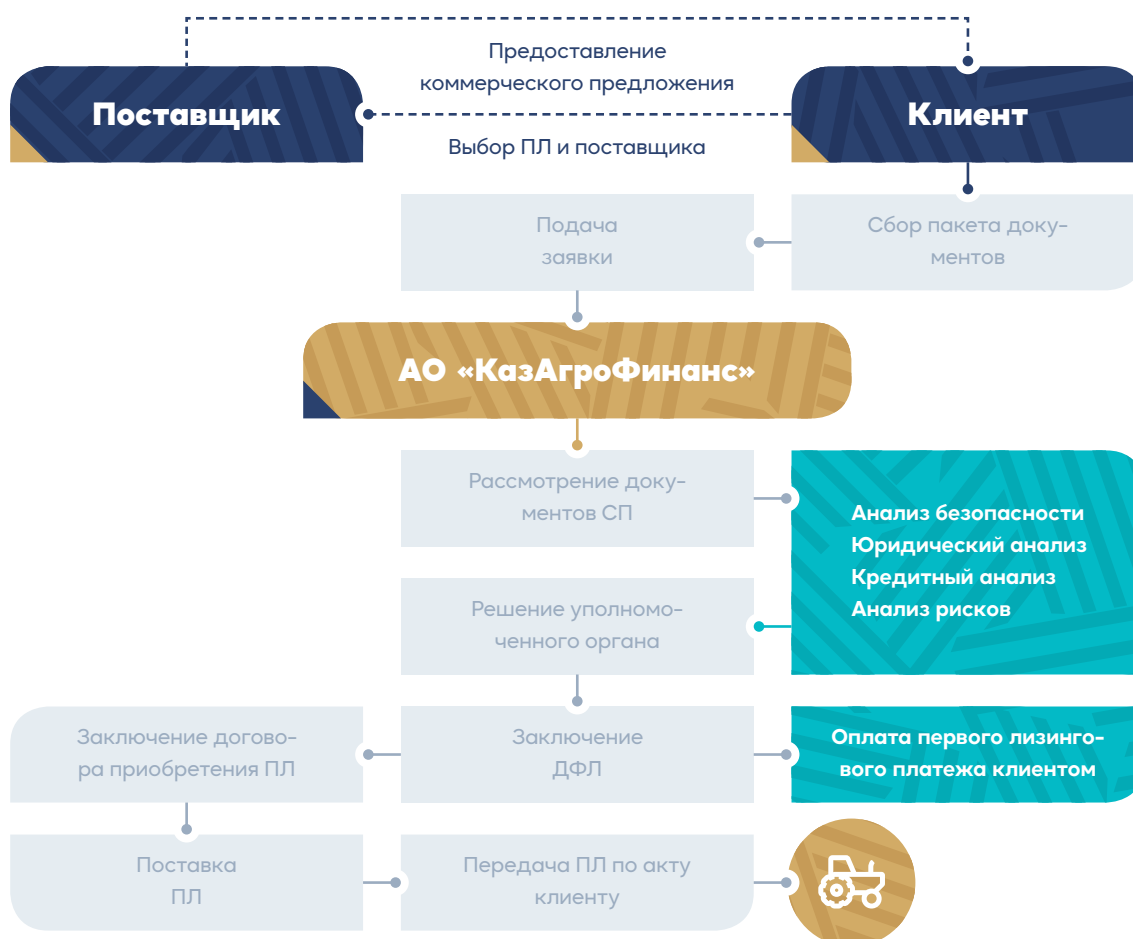 Предоставление
коммерческого предложения
Поставщик
Клиент
Выбор ПЛ и поставщика
Подача
заявки
Сбор пакета доку-
ментов
АО «КазАгроФинанс»
Рассмотрение доку-
ментов СП
Анализ безопасности
Юридический анализ
Кредитный анализ
Анализ рисков
Решение уполномо-
ченного органа
Заключение догово-
ра приобретения ПЛ
Заключение
ДФЛ
Оплата первого лизинго-
вого платежа клиентом
Поставка
ПЛ
Передача ПЛ по акту
клиенту